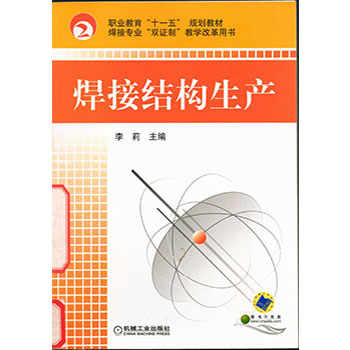 职业教育“十一五”规划教材
焊接专业“双证制”教学改革用书
焊接结构生产
李 莉 主编
机械工业出版社
CHINA MACHINE PRESS